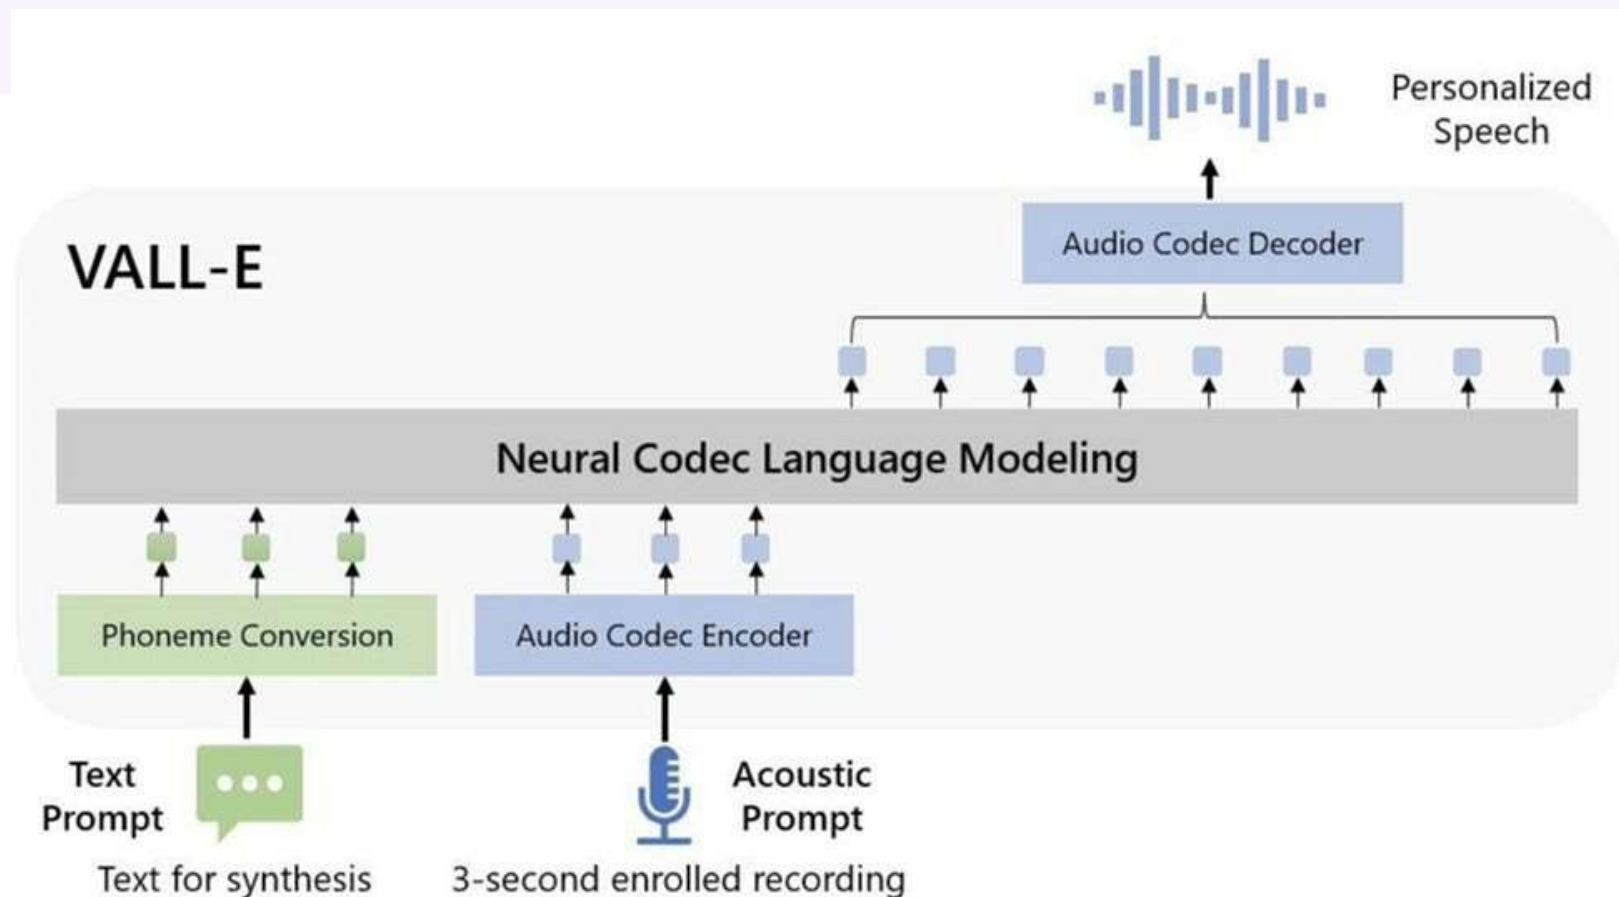 Personalized
Speech
Audio Codec Decoder
VALL-E
Neural Codec Language Modeling
Phoneme Conversion
Audio Codec Encoder
Text
Prompt
Acoustic
Prompt
Text for synthesis
3-second enrolled recording